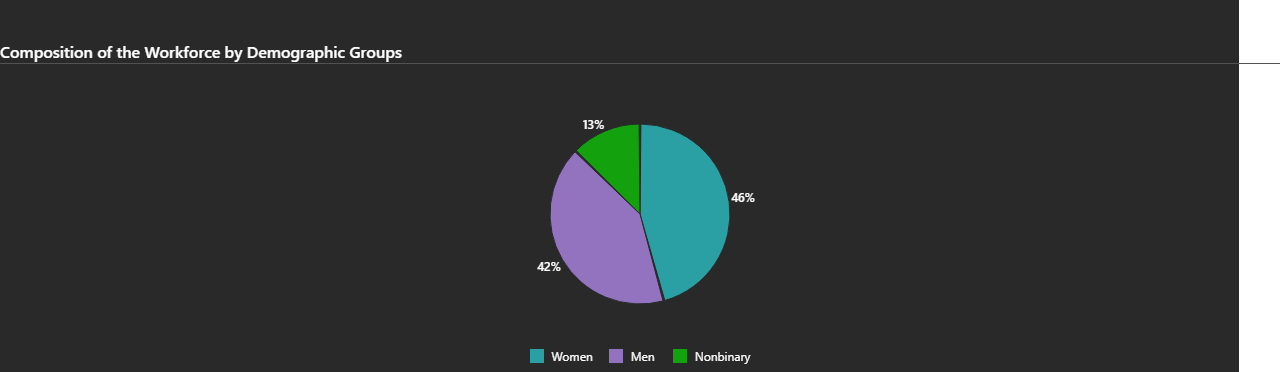 Composition of the Workforce by Demographic Groups
13%
46%
42%
Women Men Nonbinary